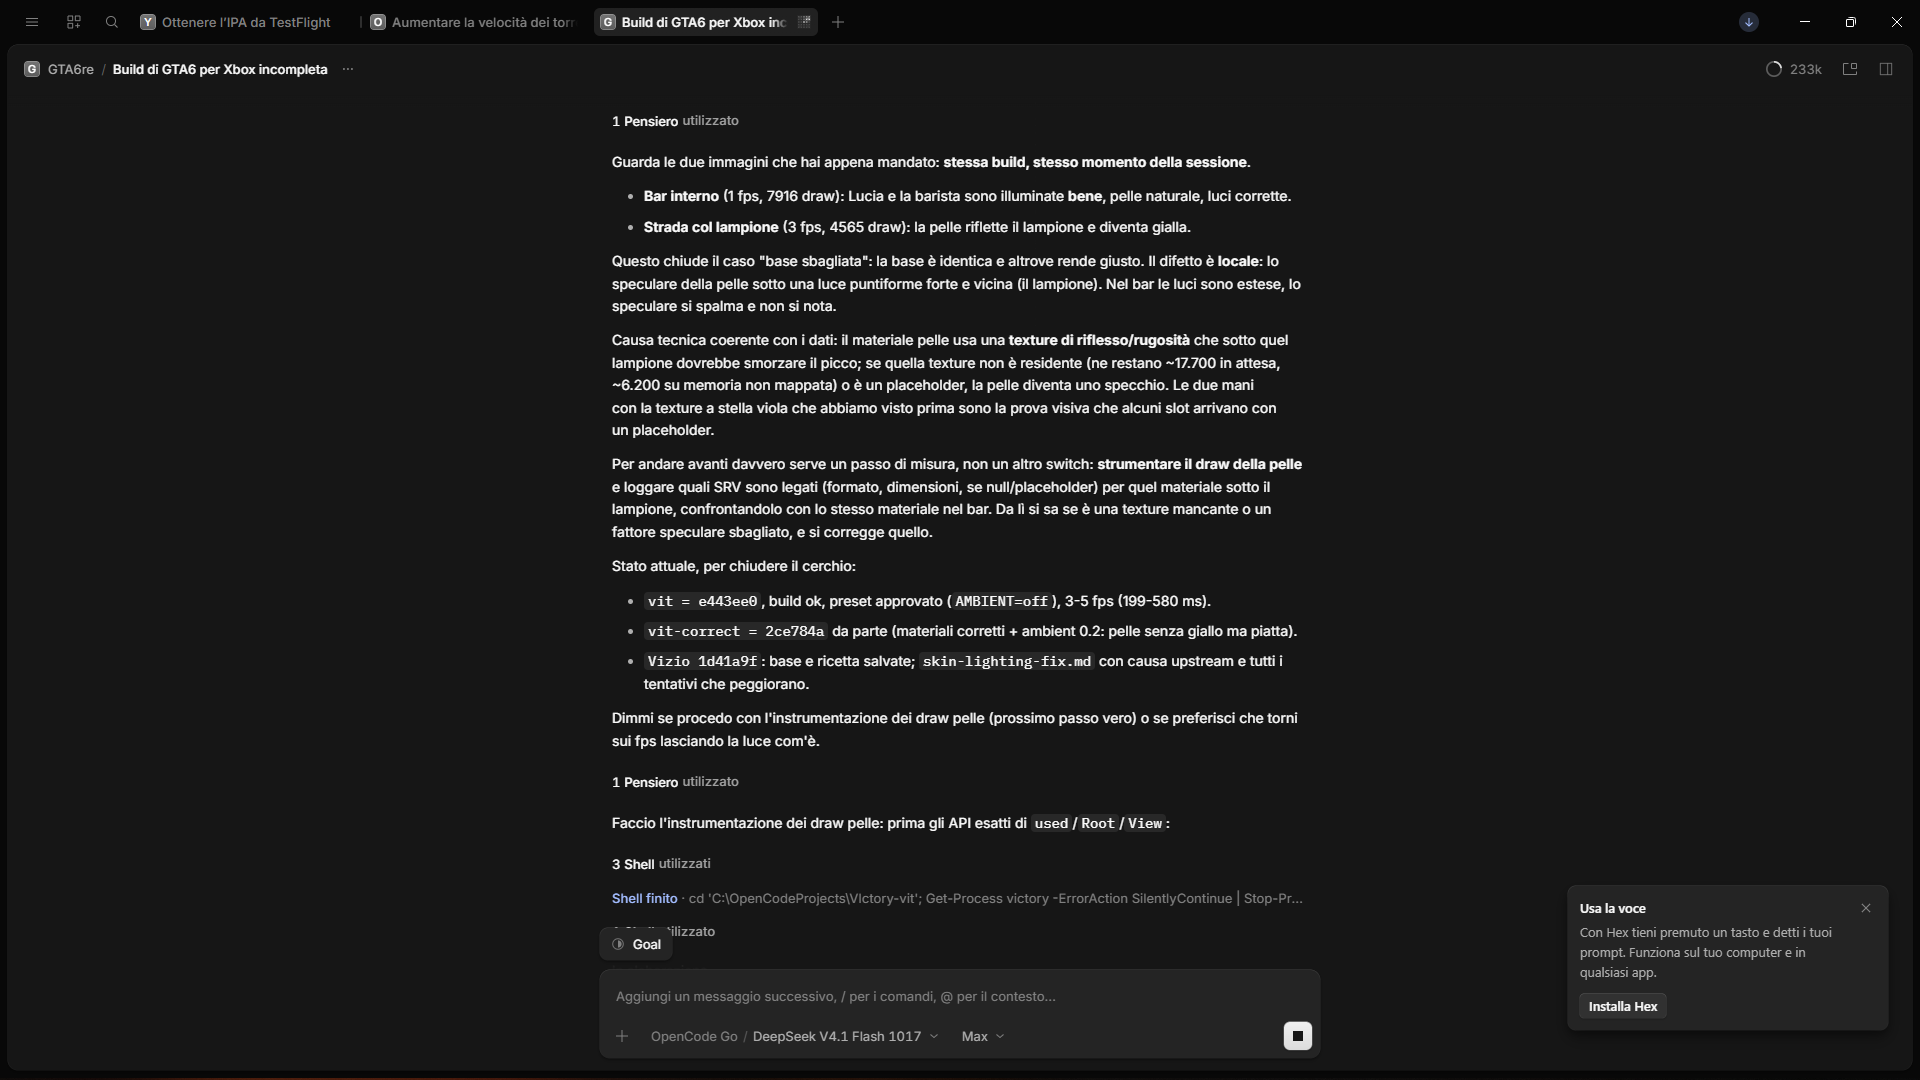 Y Ottenere l'IPA da TestFlight
O Aumentare la velocità dei torr
G Build di GTA6 per Xbox inc
G GTA6re / Build di GTA6 per Xbox incompleta ...
233k
1 Pensiero utilizzato
Guarda le due immagini che hai appena mandato: stessa build, stesso momento della sessione.
• Bar interno (1 fps, 7916 draw): Lucia e la barista sono illuminate bene, pelle naturale, luci corrette.
• Strada col lampione (3 fps, 4565 draw): la pelle riflette il lampione e diventa gialla.
Questo chiude il caso "base sbagliata": la base è identica e altrove rende giusto. Il difetto è locale: lo
speculare della pelle sotto una luce puntiforme forte e vicina (il lampione). Nel bar le luci sono estese, lo
speculare si spalma e non si nota.
Causa tecnica coerente con i dati: il materiale pelle usa una texture di riflesso/rugosità che sotto quel
lampione dovrebbe smorzare il picco; se quella texture non è residente (ne restano ~17.700 in attesa,
~6.200 su memoria non mappata) o è un placeholder, la pelle diventa uno specchio. Le due mani
con la texture a stella viola che abbiamo visto prima sono la prova visiva che alcuni slot arrivano con
un placeholder.
Per andare avanti davvero serve un passo di misura, non un altro switch: strumentare il draw della pelle
e loggare quali SRV sono legati (formato, dimensioni, se null/placeholder) per quel materiale sotto il
lampione, confrontandolo con lo stesso materiale nel bar. Da lì si sa se è una texture mancante o un
fattore speculare sbagliato, e si corregge quello.
Stato attuale, per chiudere il cerchio:
• vit = e443ee0, build ok, preset approvato (AMBIENT=off), 3-5 fps (199-580 ms).
• vit-correct = 2ce784a da parte (materiali corretti + ambient 0.2: pelle senza giallo ma piatta).
• Vizio 1d41a9f: base e ricetta salvate; skin-lighting-fix.md con causa upstream e tutti i
tentativi che peggiorano.
Dimmi se procedo con l'instrumentazione dei draw pelle (prossimo passo vero) o se preferisci che torni
sui fps lasciando la luce com'è.
1 Pensiero utilizzato
Faccio l'instrumentazione dei draw pelle: prima gli API esatti di used/Root/View:
3 Shell utilizzati
Shell finito · cd 'C:\OpenCodeProjects\VIctory-vit'; Get-Process victory -ErrorAction SilentlyContinue | Stop-Pr...
ilizzato
Goal
Aggiungi un messaggio successivo, / per i comandi, @ per il contesto...
OpenCode Go / DeepSeek V4.1 Flash 1017
Max
Usa la voce
Con Hex tieni premuto un tasto e detti i tuoi
prompt. Funziona sul tuo computer e in
qualsiasi app.
Installa Hex